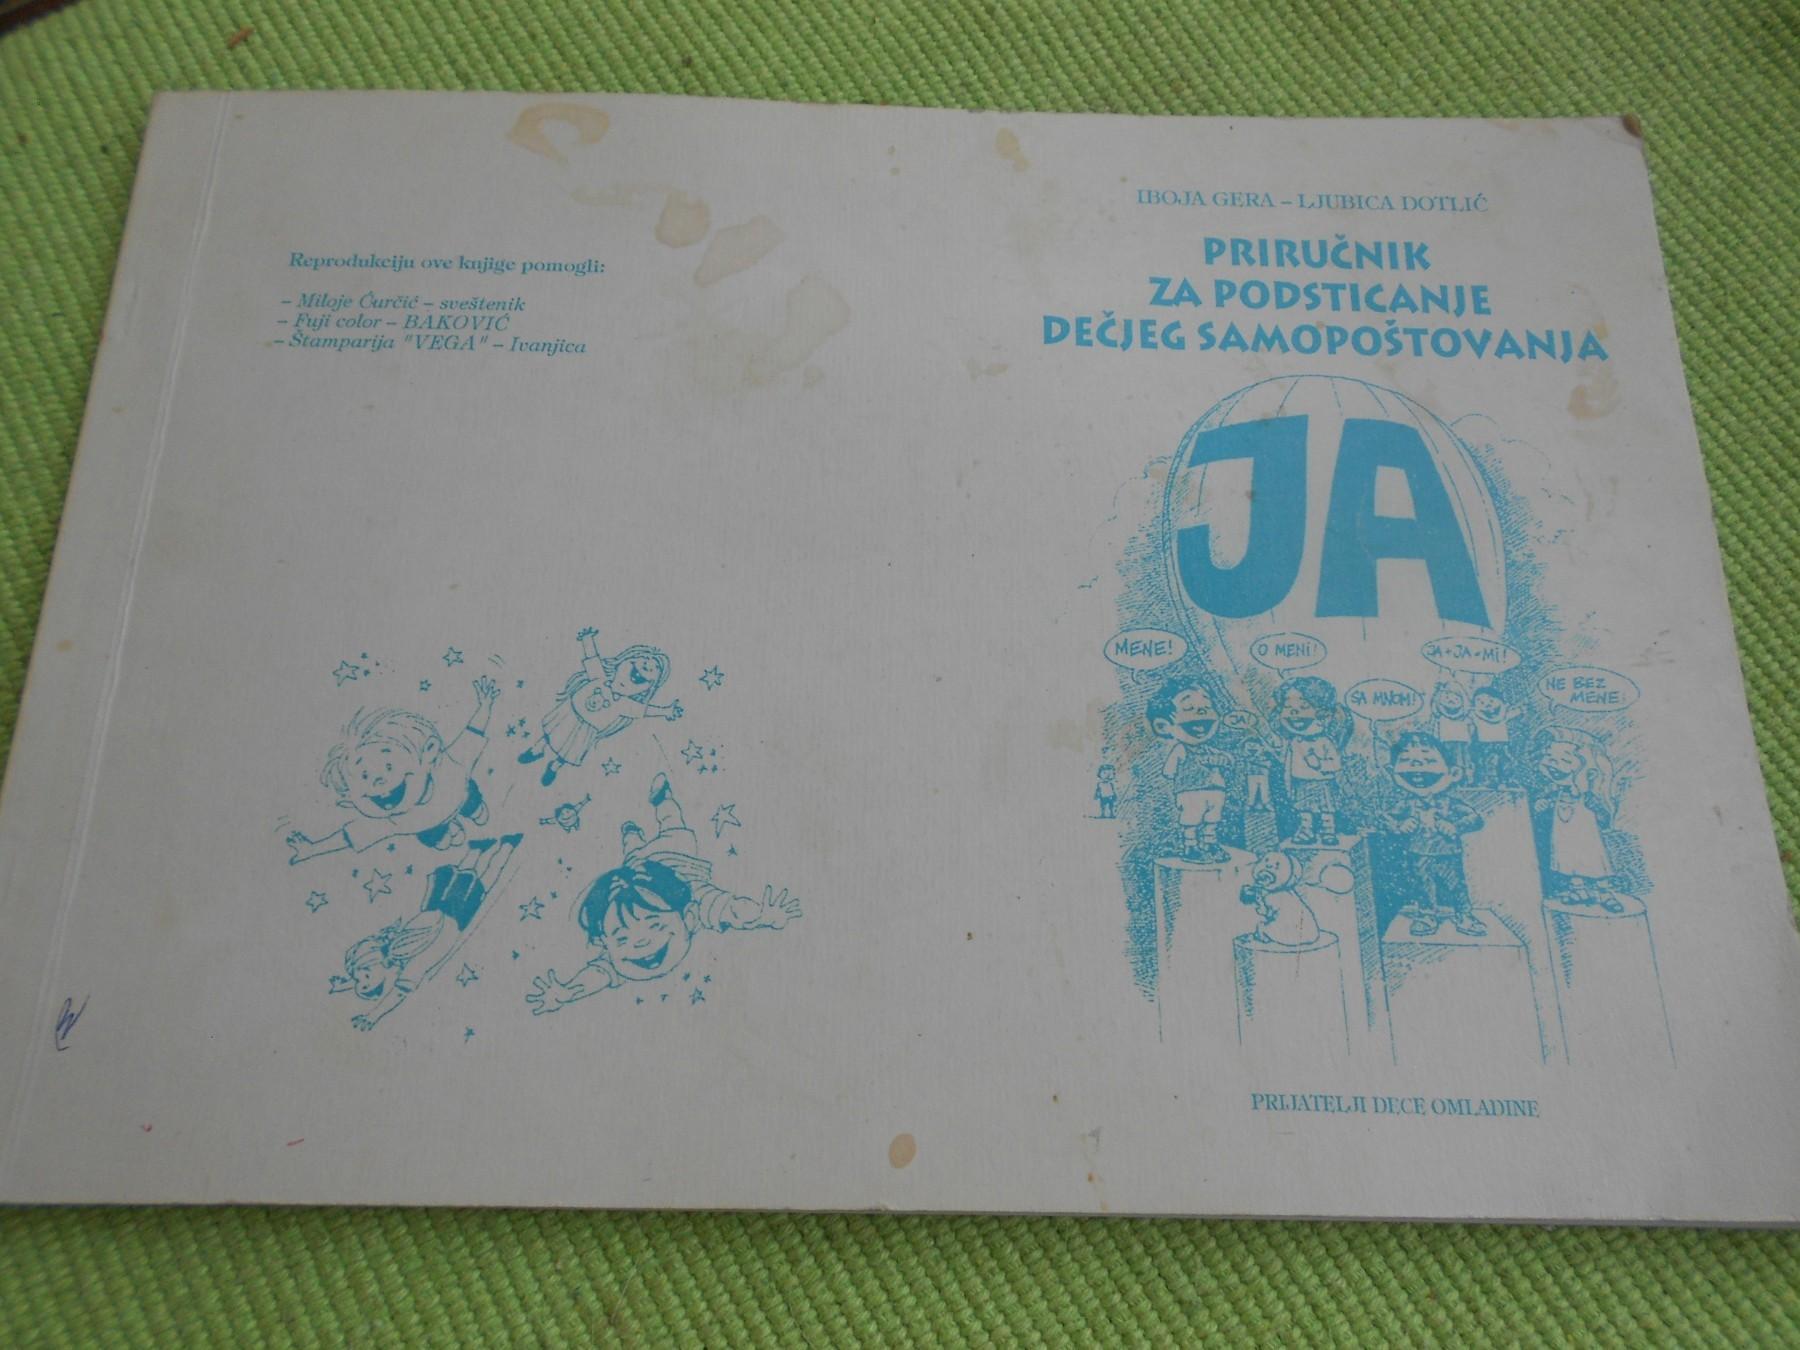 Reprodukciju ove knjige pomogli:
– Miloje Ćurčić – sveštenik
– Fuji color – BAKOVIĆ
– Štamparija "VEGA" – Ivanjica
IBOJA GERA – LJUBICA DOTLIĆ
PRIRUČNIK
ZA PODSTICANJE
DEČJEG SAMOPOŠTOVANJA
JA
MENE!
O MENI!
JA+JA=MI!
JA
SA MNOM!
NE BEZ
MENE!
PRIJATELJI DECE OMLADINE